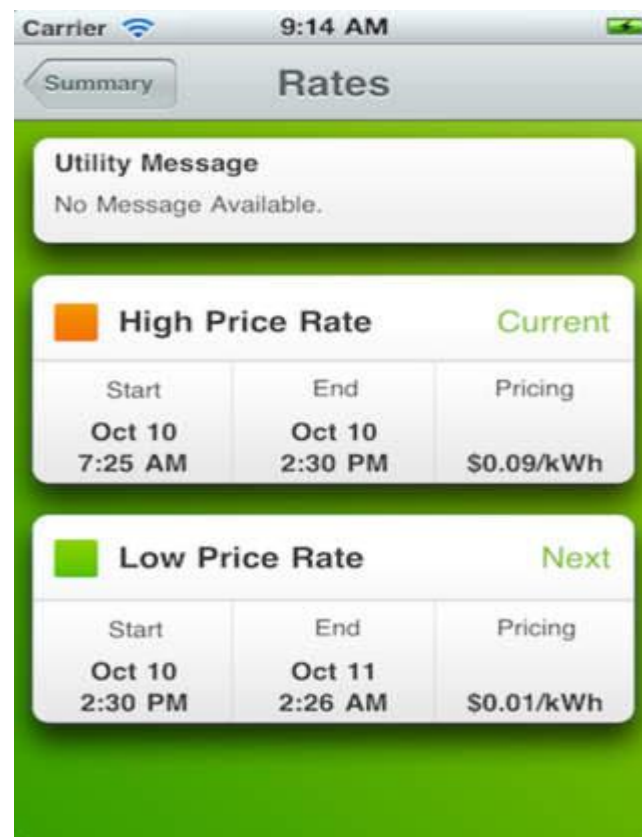 Carrier 9:14 AM
Summary Rates
Utility Message
No Message Available.
High Price Rate Current
Start End Pricing
Oct 10 Oct 10
7:25 AM 2:30 PM $0.09/kWh
Low Price Rate Next
Start End Pricing
Oct 10 Oct 11
2:30 PM 2:26 AM $0.01/kWh